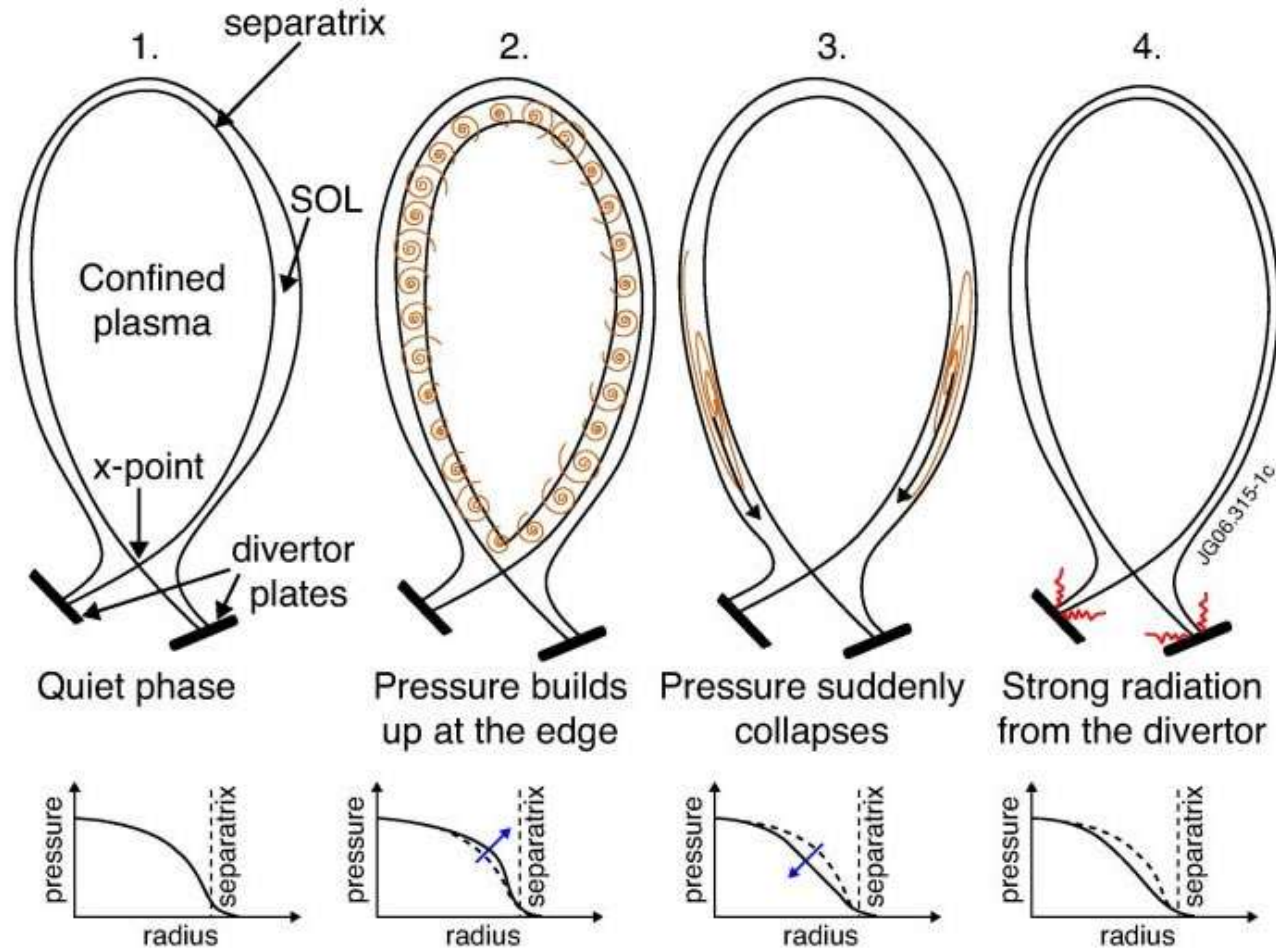 separatrix
1.
2.
3.
4.
SOL
Confined
plasma
x-point
divertor
plates
JG06.315-1c
Quiet phase
Pressure builds
up at the edge
Pressure suddenly
collapses
Strong radiation
from the divertor
pressure
separatrix
radius
pressure
separatrix
radius
pressure
separatrix
radius
pressure
separatrix
radius